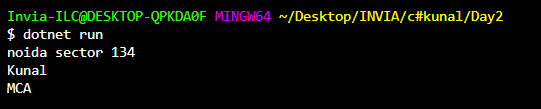 Invia-ILC@DESKTOP-QPKDA0F MINGW64 ~/Desktop/INVIA/c#kunal/Day2
$ dotnet run
noida sector 134
Kunal
MCA